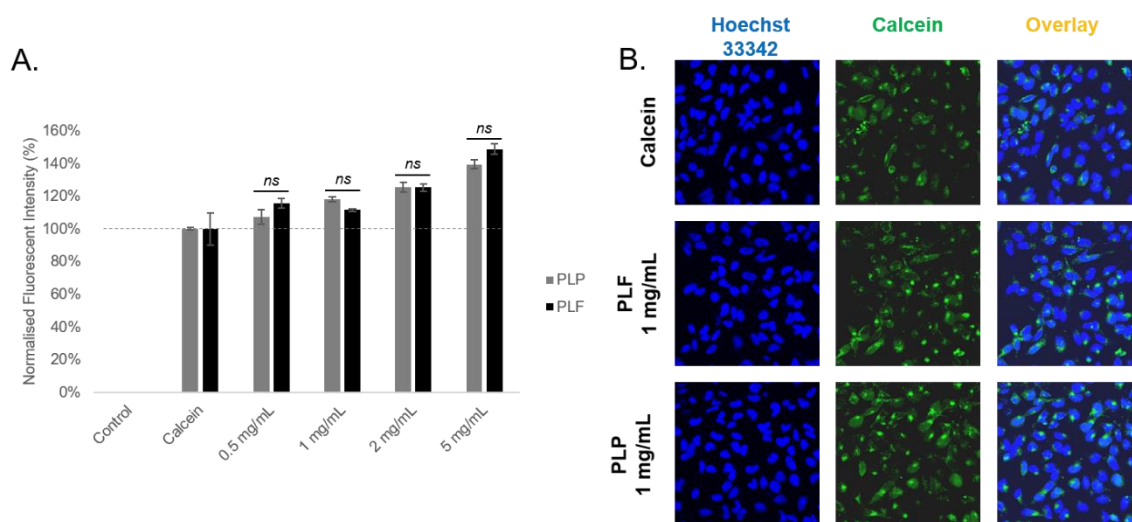 A.
Normalised Fluorescent Intensity (%)
160%
140%
120%
100%
80%
60%
40%
20%
0%
ns
ns
ns
ns
Control
Calcein
0.5 mg/mL
1 mg/mL
2 mg/mL
5 mg/mL
PLP
PLF
B.
Hoechst
33342
Calcein
Overlay
Calcein
PLF
1 mg/mL
PLP
1 mg/mL